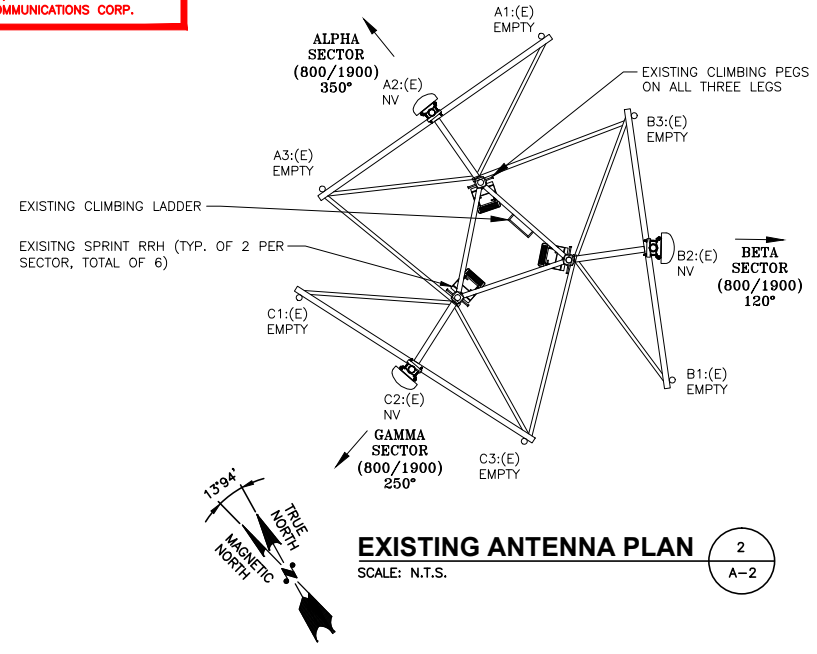 OMMUNICATIONS CORP.
A1:(E)
EMPTY
ALPHA
SECTOR
(800/1900)
350°
A2:(E)
NV
EXISTING CLIMBING PEGS
ON ALL THREE LEGS
B3:(E)
EMPTY
A3:(E)
EMPTY
EXISTING CLIMBING LADDER
EXISITNG SPRINT RRH (TYP. OF 2 PER
SECTOR, TOTAL OF 6)
B2:(E)
NV
BETA
SECTOR
(800/1900)
120°
C1:(E)
EMPTY
B1:(E)
EMPTY
C2:(E)
NV
GAMMA
SECTOR
(800/1900)
250°
C3:(E)
EMPTY
13°94'
TRUE
NORTH
MAGNETIC
NORTH
N
EXISTING ANTENNA PLAN
SCALE: N.T.S.
2
A-2